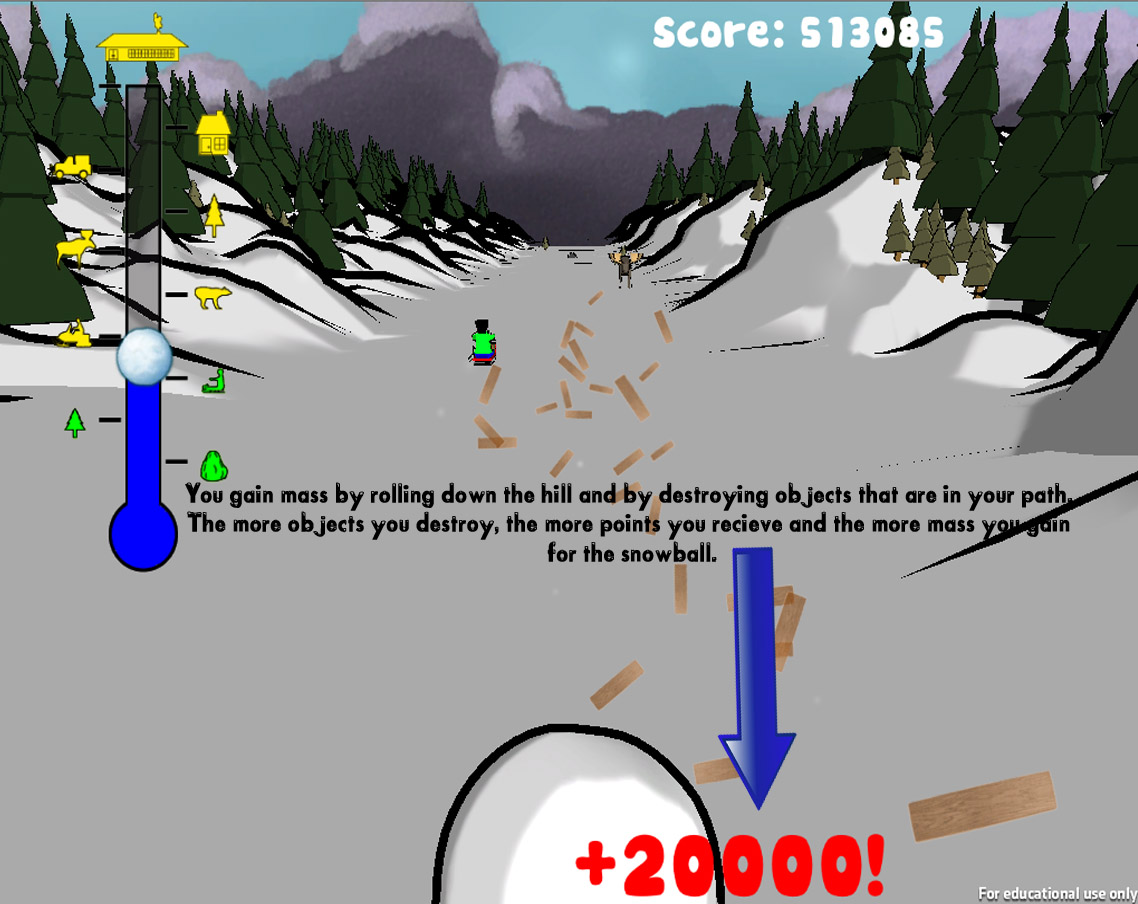 Score: 513085
You gain mass by rolling down the hill and by destroying objects that are in your path.
The more objects you destroy, the more points you recieve and the more mass you gain
for the snowball.
+20000!
For educational use only